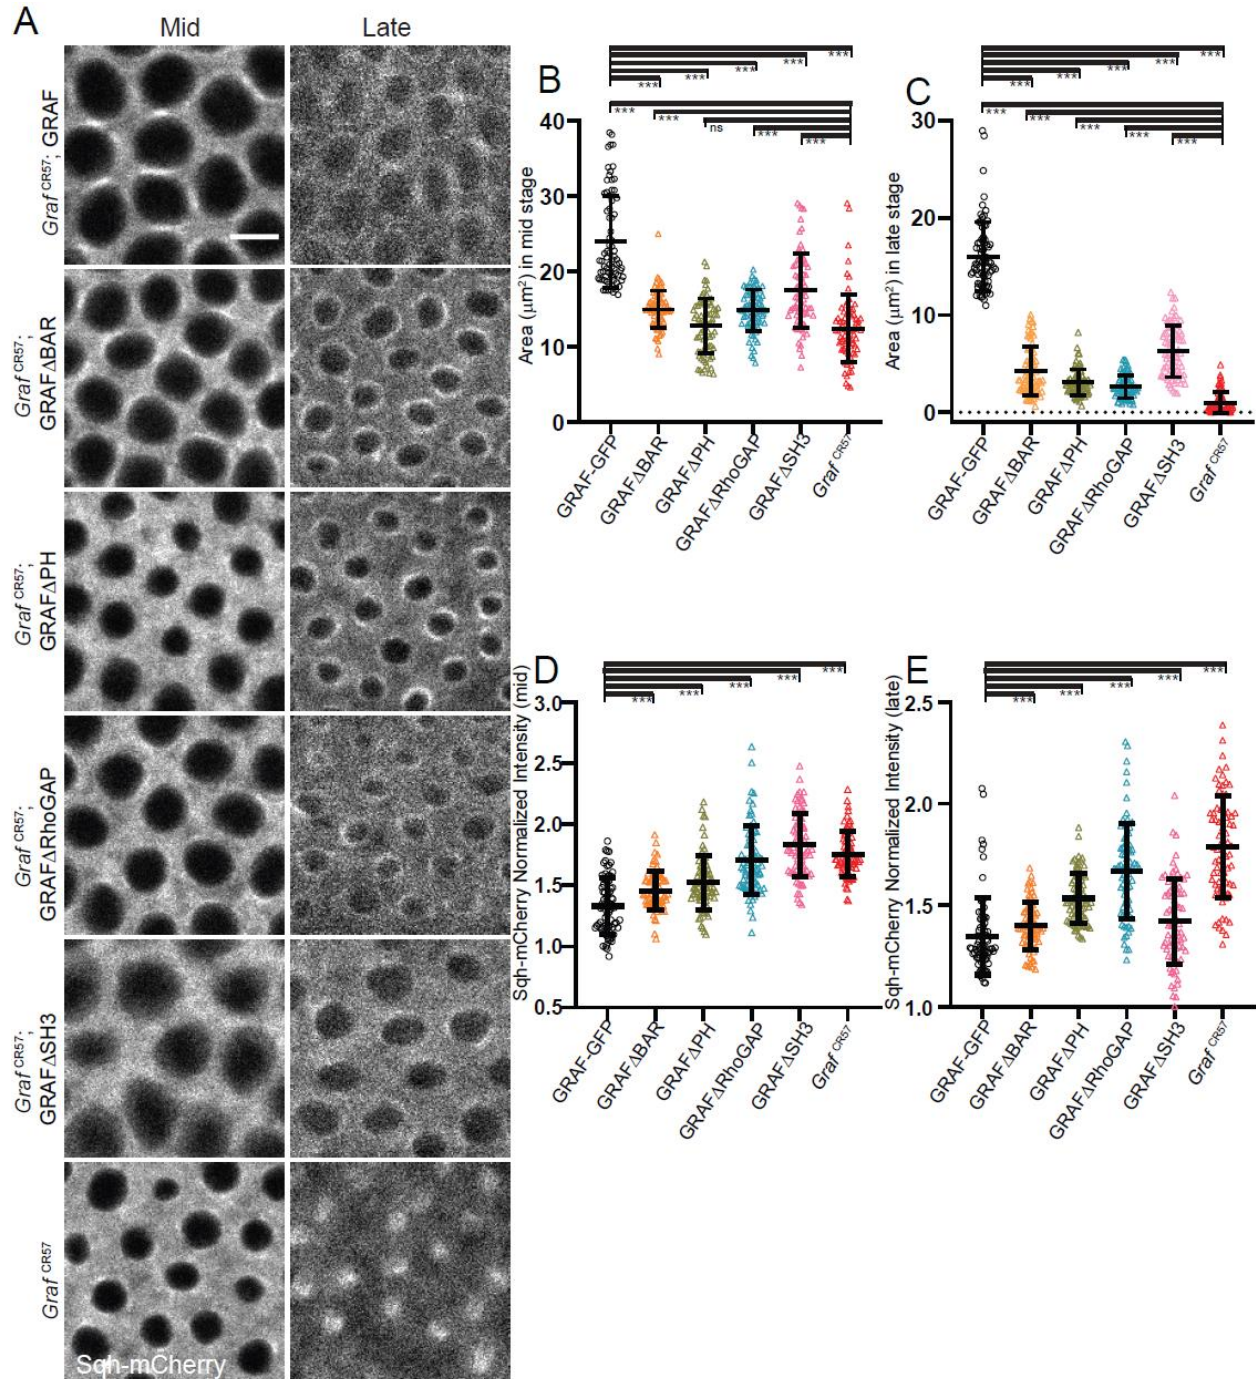 A
Mid
Late
Graf CR57; GRAF
Graf CR57;
GRAFΔBAR
Graf CR57;
GRAFΔPH
Graf CR57;
GRAFΔRhoGAP
Graf CR57;
GRAFΔSH3
Graf CR57
Sqh-mCherry
B
***
***
***
***
***
***
***
ns
***
***
Area (μm²) in mid stage
40
30
20
10
0
GRAF-GFP
GRAFΔBAR
GRAFΔPH
GRAFΔRhoGAP
GRAFΔSH3
Graf CR57
C
***
***
***
***
***
***
***
***
***
***
Area (μm²) in late stage
30
20
10
0
GRAF-GFP
GRAFΔBAR
GRAFΔPH
GRAFΔRhoGAP
GRAFΔSH3
Graf CR57
D
***
***
***
***
***
Sqh-mCherry Normalized Intensity (mid)
3.0
2.5
2.0
1.5
1.0
0.5
GRAF-GFP
GRAFΔBAR
GRAFΔPH
GRAFΔRhoGAP
GRAFΔSH3
Graf CR57
E
***
***
***
***
***
Sqh-mCherry Normalized Intensity (late)
2.5
2.0
1.5
1.0
GRAF-GFP
GRAFΔBAR
GRAFΔPH
GRAFΔRhoGAP
GRAFΔSH3
Graf CR57